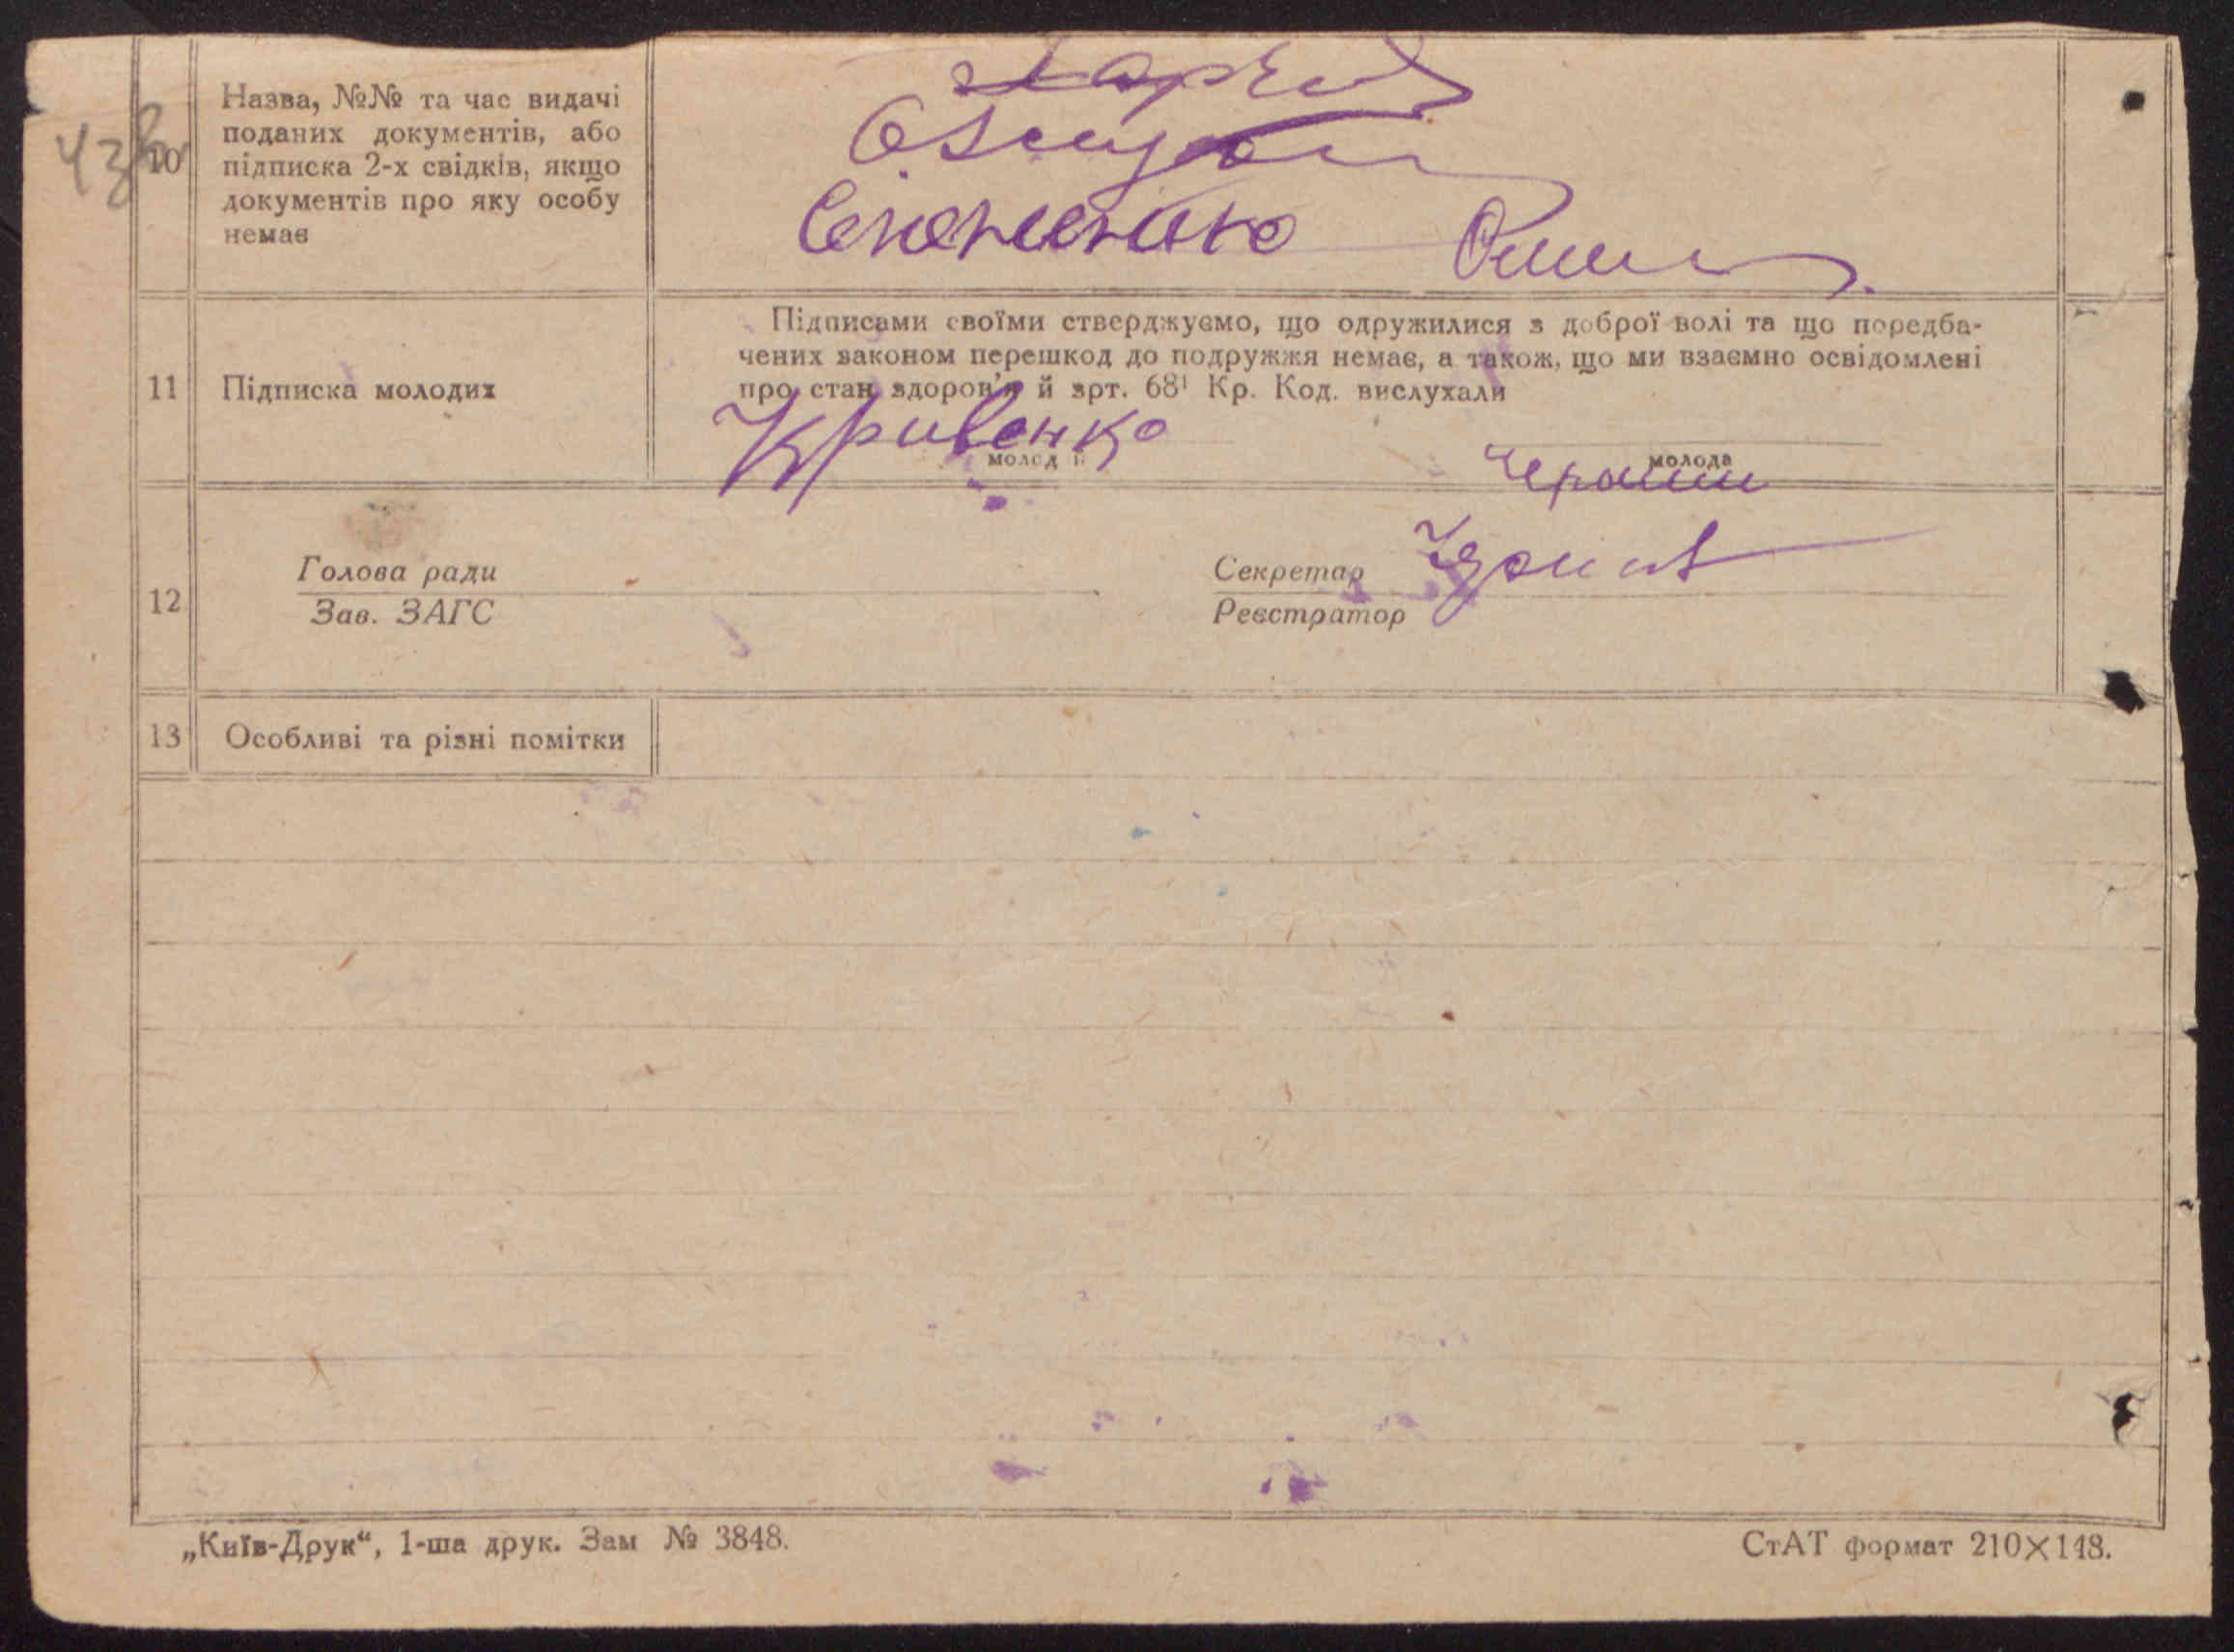 43 зв
10
Назва, №№ та час видачі
поданих документів, або
підписка 2-х свідків, якщо
документів про яку особу
немає
11
Підписка молодих
Підписами своїми стверджуємо, що одружилися з доброї волі та що передба-
чених законом перешкод до подружжя немає, а також, що ми взаємно освідомлені
про стан здоров'я й арт. 68¹ Кр. Код. вислухали
Кривенко
молодий
молода
12
Голова ради
Зав. ЗАГС
Секретар
Реєстратор
13
Особливі та різні помітки
„Київ-Друк“, 1-ша друк. Зам № 3848.
СтАТ формат 210×148.